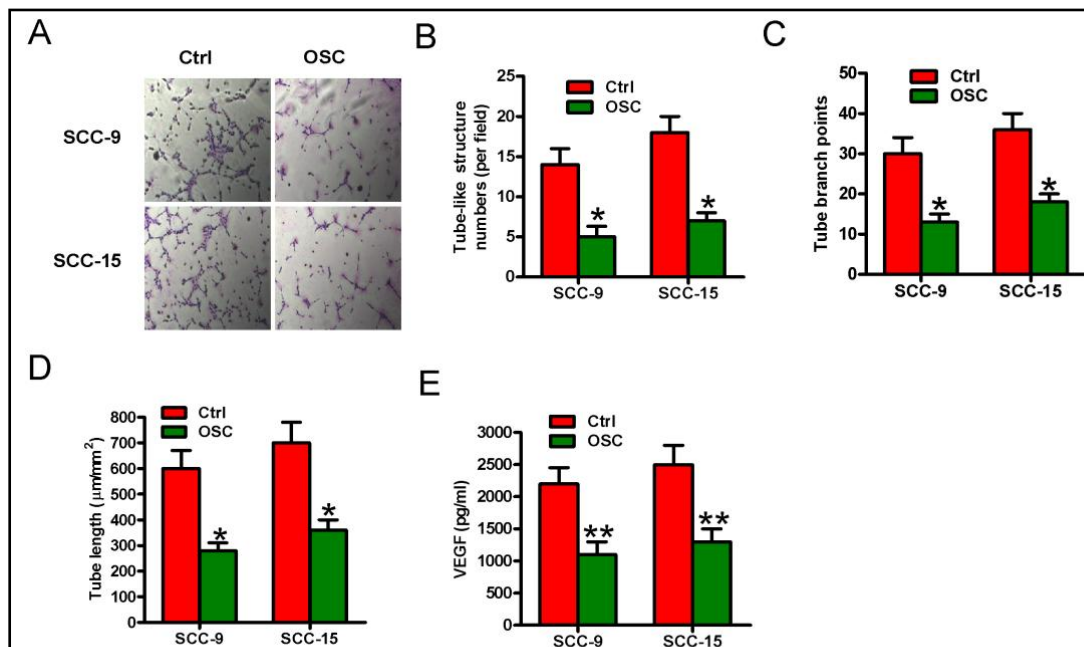 A
Ctrl OSC
SCC-9
SCC-15
B
Tube-like structure
numbers (per field)
25
20
15
10
5
0
Ctrl
OSC
*
*
SCC-9 SCC-15
C
Tube branch points
50
40
30
20
10
0
Ctrl
OSC
*
*
SCC-9 SCC-15
D
Tube length (μm/mm²)
800
700
600
500
400
300
200
100
0
Ctrl
OSC
*
*
SCC-9 SCC-15
E
VEGF (pg/ml)
3000
2500
2000
1500
1000
500
0
Ctrl
OSC
**
**
SCC-9 SCC-15